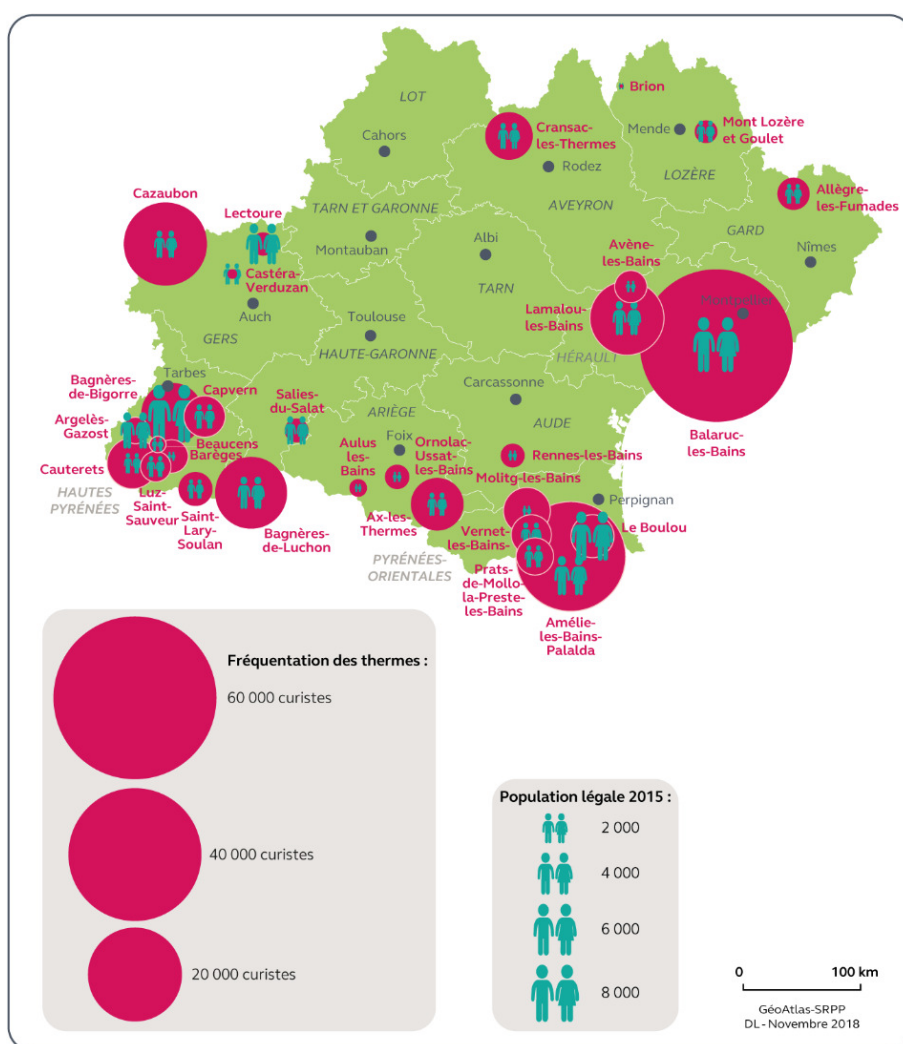 LOT
Cahors
Cransac-
les-Thermes
Rodez
AVEYRON
Brion
Mende
Mont Lozère
et Goulet
LOZÈRE
Allègre-
les-Fumades
GARD
Nîmes
Cazaubon
Lectoure
TARN ET GARONNE
Montauban
Castéra-
Verduzan
Auch
GERS
Albi
TARN
Avène-
les-Bains
Lamalou-
les-Bains
HÉRAULT
Montpellier
Balaruc-
les-Bains
Toulouse
HAUTE-GARONNE
Tarbes
Bagnères-
de-Bigorre
Capvern
Argelès-
Gazost
Beaucens
Barèges
Cauterets
HAUTES
PYRÉNÉES
Luz-
Saint-
Sauveur
Saint-
Lary-
Soulan
Salies-
du-Salat
Bagnères-
de-Luchon
ARIÈGE
Foix
Aulus
les-
Bains
Ornolac-
Ussat-
les-Bains
Ax-les-
Thermes
Carcassonne
AUDE
Rennes-les-Bains
Molitg-les-Bains
Perpignan
Le Boulou
Vernet-
les-Bains-
PYRÉNÉES-
ORIENTALES
Prats-
de-Mollo-
la-Preste-
les-Bains
Amélie-
les-Bains-
Palalda
Fréquentation des thermes :
60 000 curistes
40 000 curistes
20 000 curistes
Population légale 2015 :
2 000
4 000
6 000
8 000
0 100 km
GéoAtlas-SRPP
DL - Novembre 2018